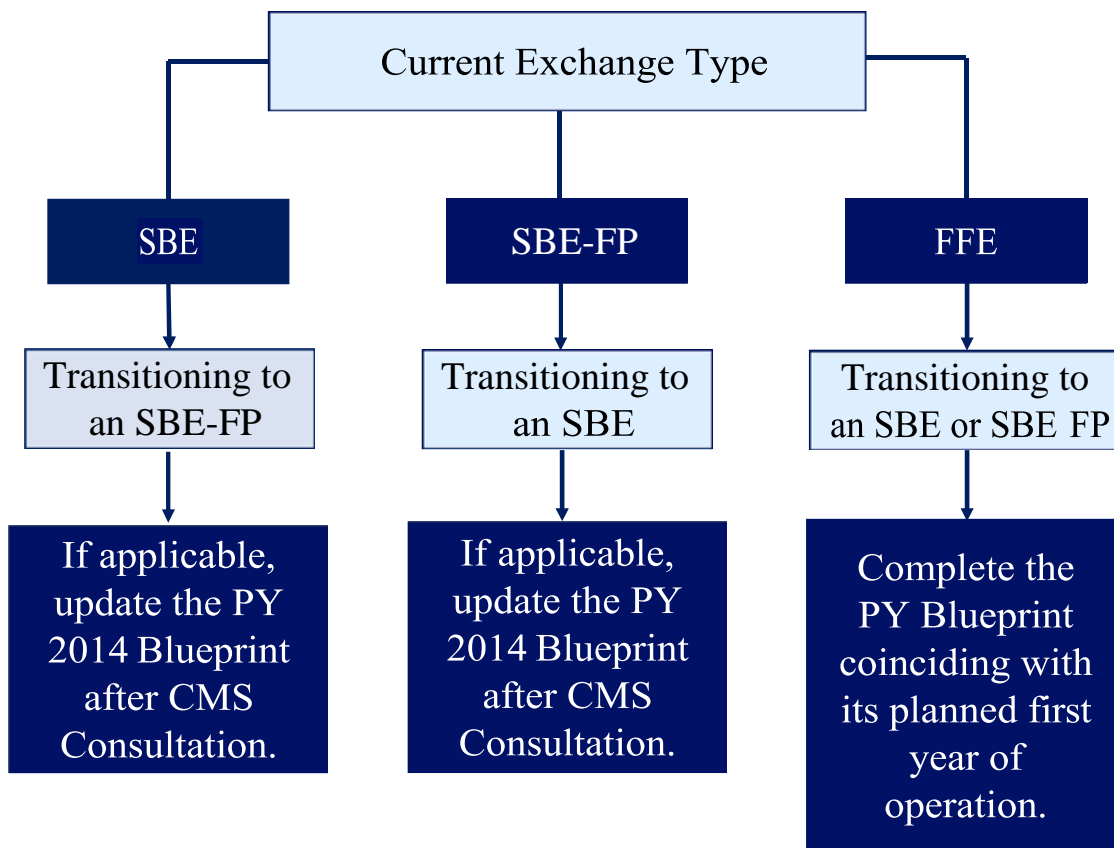 Current Exchange Type
SBE
Transitioning to
an SBE-FP
If applicable,
update the PY
2014 Blueprint
after CMS
Consultation.
SBE-FP
Transitioning to
an SBE
If applicable,
update the PY
2014 Blueprint
after CMS
Consultation.
FFE
Transitioning to
an SBE or SBE FP
Complete the
PY Blueprint
coinciding with
its planned first
year of
operation.